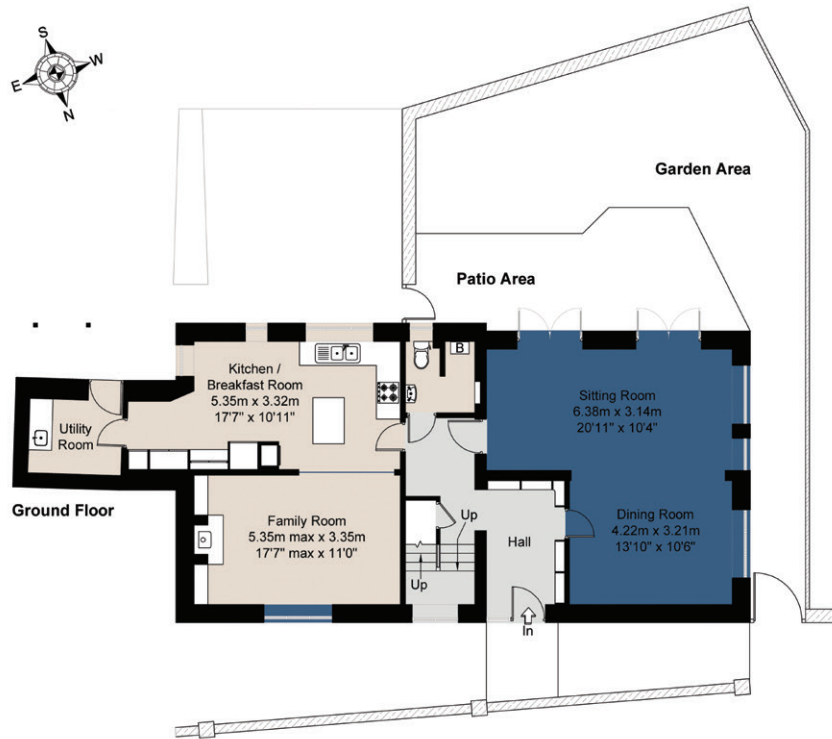 S
W
E
N
Garden Area
Patio Area
B
Kitchen /
Breakfast Room
5.35m x 3.32m
17'7" x 10'11"
Sitting Room
6.38m x 3.14m
20'11" x 10'4"
Utility
Room
Ground Floor
Family Room
5.35m max x 3.35m
17'7" max x 11'0"
Up
Up
Hall
Dining Room
4.22m x 3.21m
13'10" x 10'6"
In